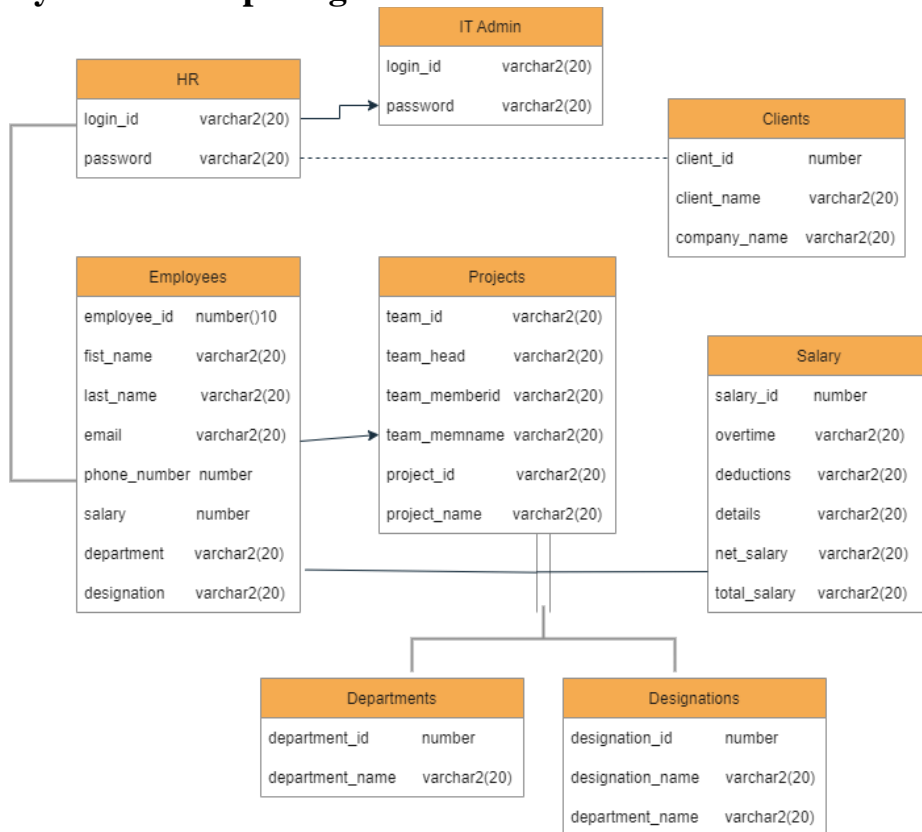 IT Admin
login_id varchar2(20)
password varchar2(20)
HR
login_id varchar2(20)
password varchar2(20)
Clients
client_id number
client_name varchar2(20)
company_name varchar2(20)
Employees
employee_id number()10
fist_name varchar2(20)
last_name varchar2(20)
email varchar2(20)
phone_number number
salary number
department varchar2(20)
designation varchar2(20)
Projects
team_id varchar2(20)
team_head varchar2(20)
team_memberid varchar2(20)
team_memname varchar2(20)
project_id varchar2(20)
project_name varchar2(20)
Salary
salary_id number
overtime varchar2(20)
deductions varchar2(20)
details varchar2(20)
net_salary varchar2(20)
total_salary varchar2(20)
Departments
department_id number
department_name varchar2(20)
Designations
designation_id number
designation_name varchar2(20)
department_name varchar2(20)